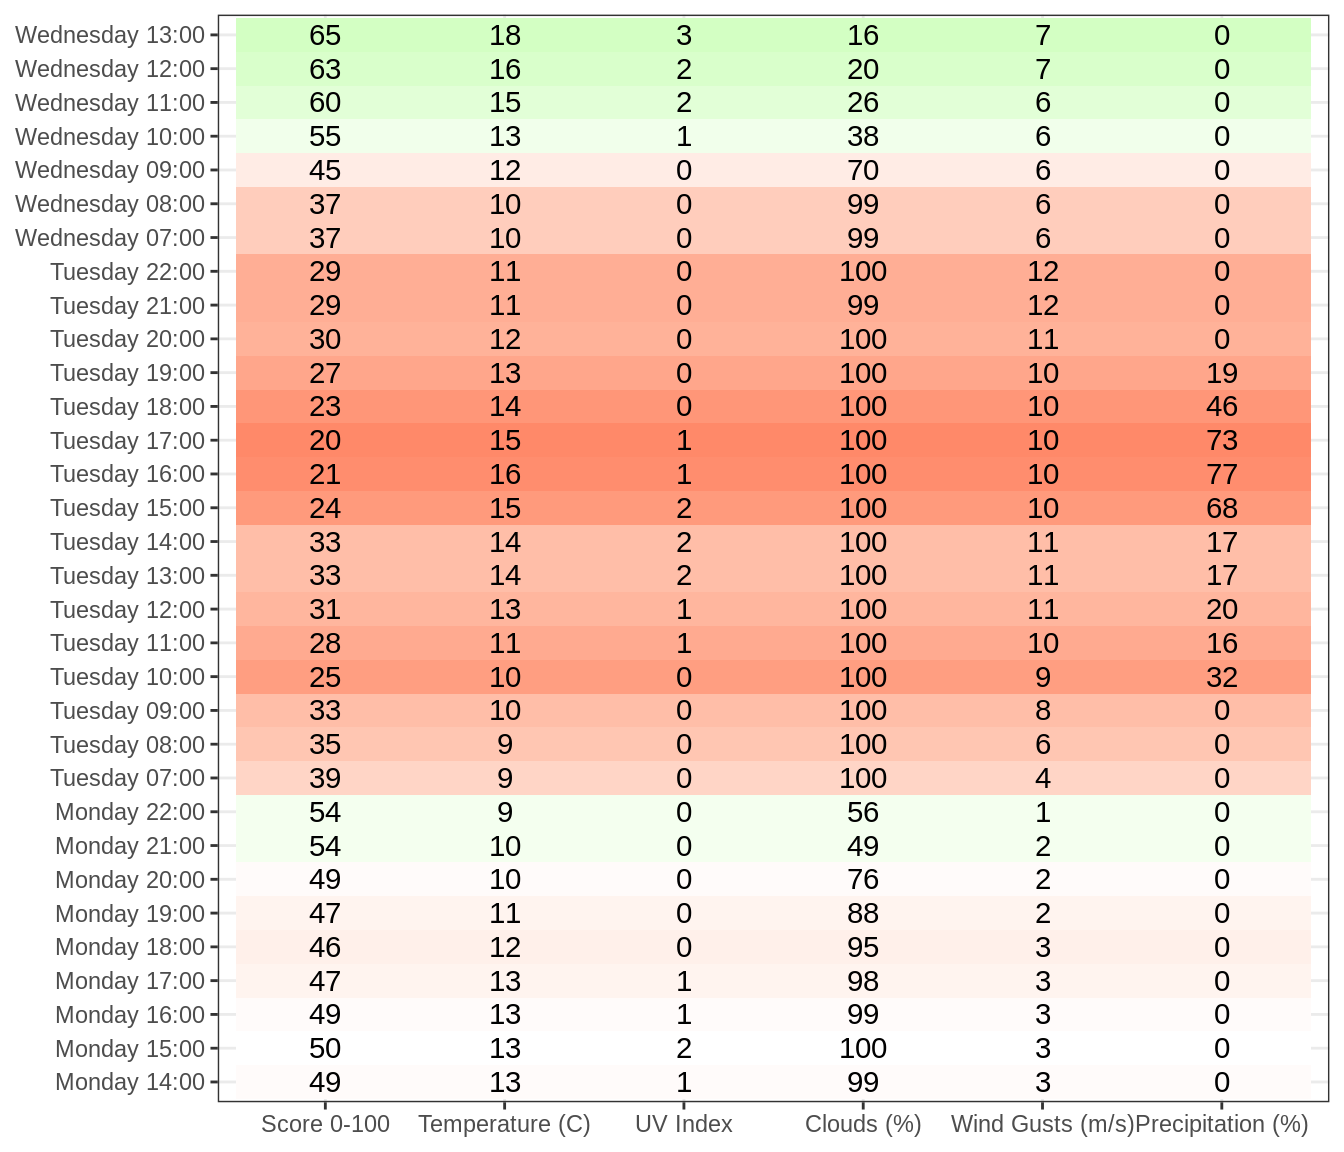 Wednesday 13:00 65 18 3 16 7 0
Wednesday 12:00 63 16 2 20 7 0
Wednesday 11:00 60 15 2 26 6 0
Wednesday 10:00 55 13 1 38 6 0
Wednesday 09:00 45 12 0 70 6 0
Wednesday 08:00 37 10 0 99 6 0
Wednesday 07:00 37 10 0 99 6 0
Tuesday 22:00 29 11 0 100 12 0
Tuesday 21:00 29 11 0 99 12 0
Tuesday 20:00 30 12 0 100 11 0
Tuesday 19:00 27 13 0 100 10 19
Tuesday 18:00 23 14 0 100 10 46
Tuesday 17:00 20 15 1 100 10 73
Tuesday 16:00 21 16 1 100 10 77
Tuesday 15:00 24 15 2 100 10 68
Tuesday 14:00 33 14 2 100 11 17
Tuesday 13:00 33 14 2 100 11 17
Tuesday 12:00 31 13 1 100 11 20
Tuesday 11:00 28 11 1 100 10 16
Tuesday 10:00 25 10 0 100 9 32
Tuesday 09:00 33 10 0 100 8 0
Tuesday 08:00 35 9 0 100 6 0
Tuesday 07:00 39 9 0 100 4 0
Monday 22:00 54 9 0 56 1 0
Monday 21:00 54 10 0 49 2 0
Monday 20:00 49 10 0 76 2 0
Monday 19:00 47 11 0 88 2 0
Monday 18:00 46 12 0 95 3 0
Monday 17:00 47 13 1 98 3 0
Monday 16:00 49 13 1 99 3 0
Monday 15:00 50 13 2 100 3 0
Monday 14:00 49 13 1 99 3 0
Score 0-100 Temperature (C) UV Index Clouds (%) Wind Gusts (m/s) Precipitation (%)